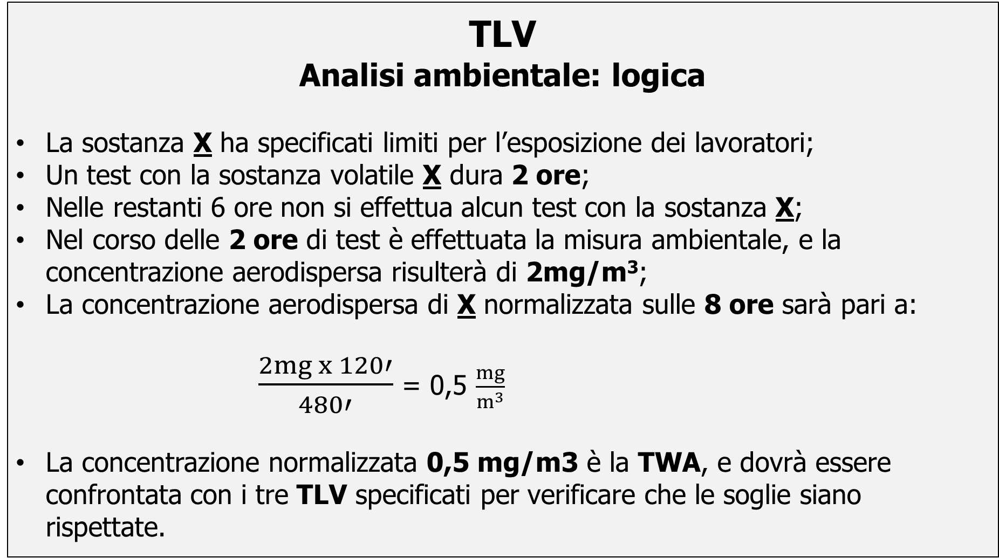 TLV
Analisi ambientale: logica
• La sostanza X ha specificati limiti per l’esposizione dei lavoratori;
• Un test con la sostanza volatile X dura 2 ore;
• Nelle restanti 6 ore non si effettua alcun test con la sostanza X;
• Nel corso delle 2 ore di test è effettuata la misura ambientale, e la
concentrazione aerodispersa risulterà di 2mg/m³;
• La concentrazione aerodispersa di X normalizzata sulle 8 ore sarà pari a:
2mg x 120′
480′
= 0,5 mg/m³
• La concentrazione normalizzata 0,5 mg/m3 è la TWA, e dovrà essere
confrontata con i tre TLV specificati per verificare che le soglie siano
rispettate.